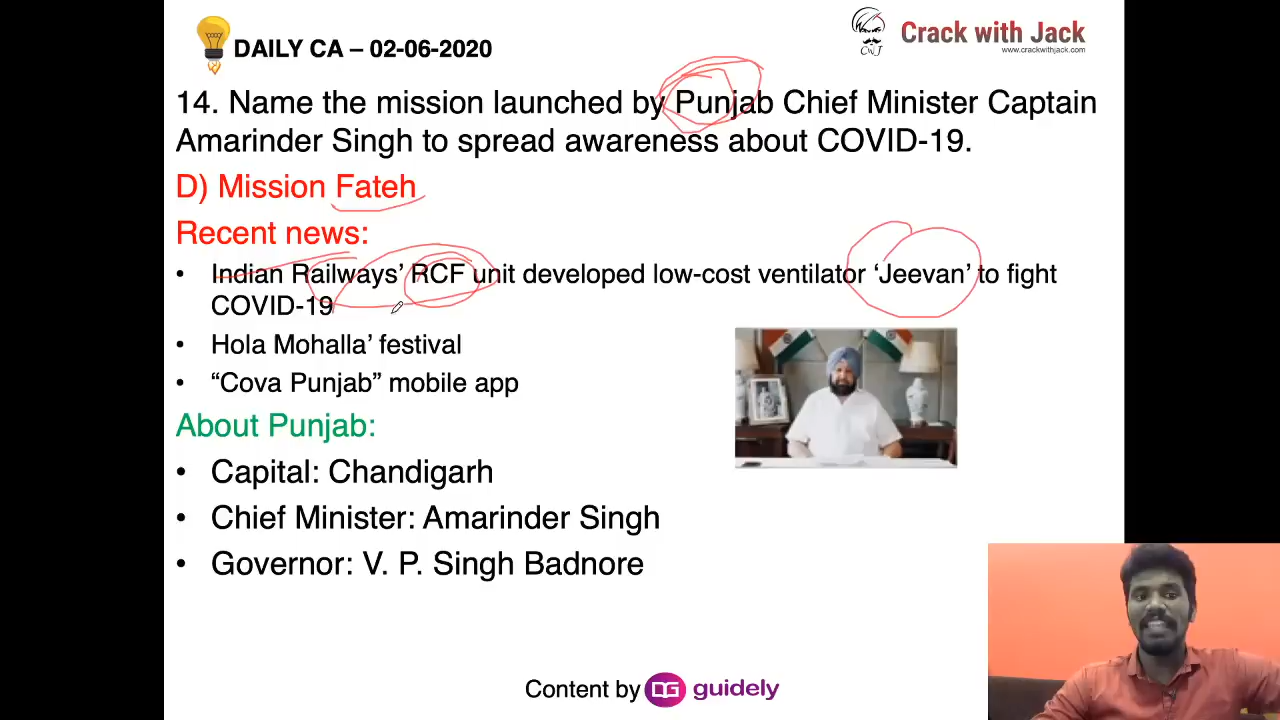 DAILY CA – 02-06-2020
CWJ
Crack with Jack
www.crackwithjack.com
14. Name the mission launched by Punjab Chief Minister Captain
Amarinder Singh to spread awareness about COVID-19.
D) Mission Fateh
Recent news:
• Indian Railways’ RCF unit developed low-cost ventilator ‘Jeevan’ to fight
COVID-19
• Hola Mohalla’ festival
• “Cova Punjab” mobile app
About Punjab:
• Capital: Chandigarh
• Chief Minister: Amarinder Singh
• Governor: V. P. Singh Badnore
Content by guidely